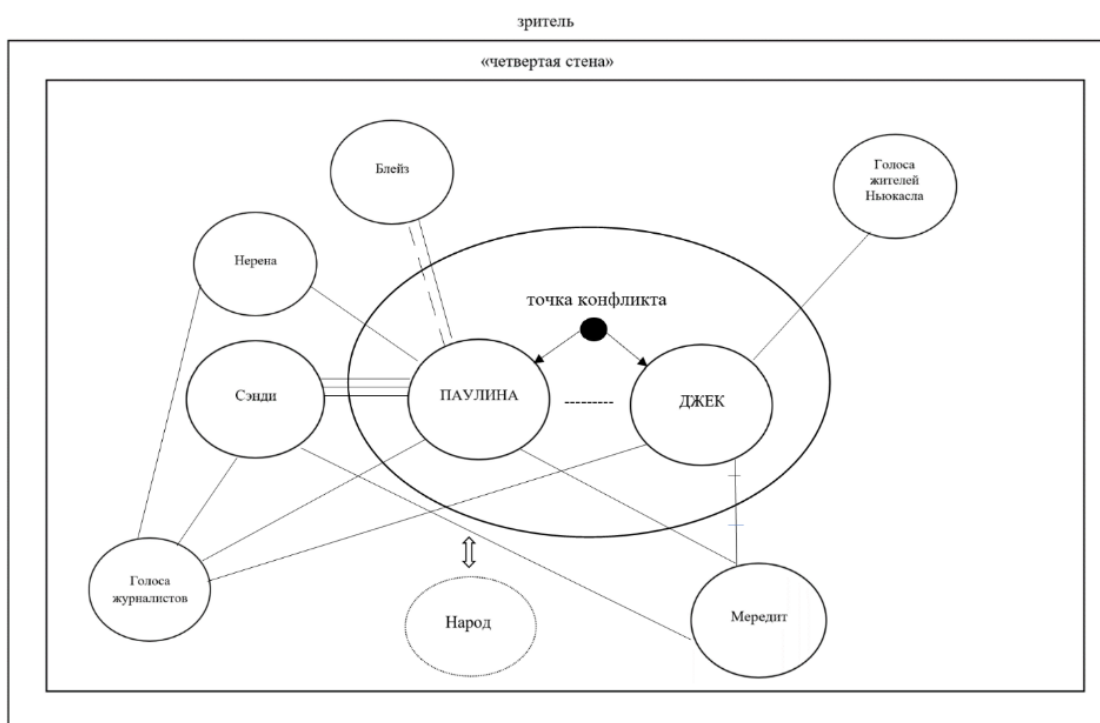 зритель
«четвертая стена»
Блейз
Голоса
жителей
Ньюкасла
Нерена
точка конфликта
Сэнди
ПАУЛИНА
ДЖЕК
Голоса
журналистов
Народ
Мередит